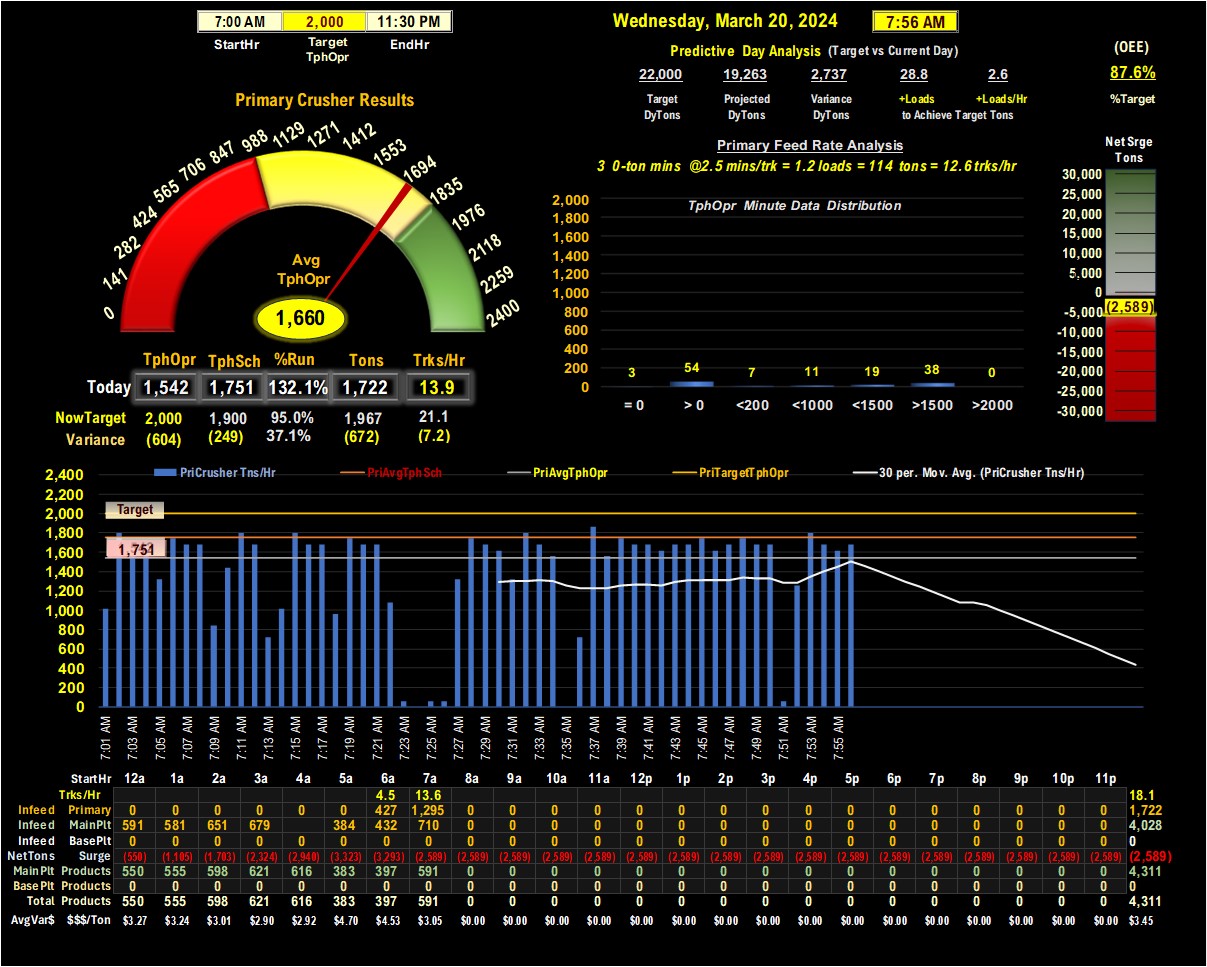 7:00 AM 2,000 11:30 PM
StartHr Target TphOpr EndHr
Wednesday, March 20, 2024 7:56 AM
Predictive Day Analysis (Target vs Current Day)
(OEE)
22,000 19,263 2,737 28.8 2.6
87.6%
Target Projected Variance +Loads +Loads/Hr
DyTons DyTons DyTons to Achieve Target Tons
%Target
Primary Crusher Results
0 141 282 424 565 706 847 988 1129 1271 1412 1553 1694 1835 1976 2118 2259 2400
Avg
TphOpr
1,660
Primary Feed Rate Analysis
3 0-ton mins @2.5 mins/trk = 1.2 loads = 114 tons = 12.6 trks/hr
TphOpr Minute Data Distribution
2,000
1,800
1,600
1,400
1,200
1,000
800
600
400
200
0
3 54 7 11 19 38 0
= 0 > 0 <200 <1000 <1500 >1500 >2000
Net Srge
Tons
30,000
25,000
20,000
15,000
10,000
5,000
0
-5,000
(2,589)
-10,000
-15,000
-20,000
-25,000
-30,000
TphOpr TphSch %Run Tons Trks/Hr
Today 1,542 1,751 132.1% 1,722 13.9
NowTarget 2,000 1,900 95.0% 1,967 21.1
Variance (604) (249) 37.1% (672) (7.2)
PriCrusher Tns/Hr PriAvgTphSch PriAvgTphOpr PriTargetTphOpr 30 per. Mov. Avg. (PriCrusher Tns/Hr)
2,400
2,200
2,000
1,800
1,600
1,400
1,200
1,000
800
600
400
200
0
Target
1,751
7:01 AM 7:03 AM 7:05 AM 7:07 AM 7:09 AM 7:11 AM 7:13 AM 7:15 AM 7:17 AM 7:19 AM 7:21 AM 7:23 AM 7:25 AM 7:27 AM 7:29 AM 7:31 AM 7:33 AM 7:35 AM 7:37 AM 7:39 AM 7:41 AM 7:43 AM 7:45 AM 7:47 AM 7:49 AM 7:51 AM 7:53 AM 7:55 AM
StartHr 12a 1a 2a 3a 4a 5a 6a 7a 8a 9a 10a 11a 12p 1p 2p 3p 4p 5p 6p 7p 8p 9p 10p 11p
Trks/Hr 4.5 13.6 18.1
Infeed Primary 0 0 0 0 0 0 427 1,295 0 0 0 0 0 0 0 0 0 0 0 0 0 0 0 0 1,722
Infeed MainPlt 591 581 651 679 384 432 710 4,028
Infeed BasePlt 0 0 0 0 0 0 0 0 0 0 0 0 0 0 0 0 0 0 0 0 0 0 0 0 0
NetTons Surge (550) (1,105) (1,703) (2,324) (2,940) (3,323) (3,293) (2,589) (2,589) (2,589) (2,589) (2,589) (2,589) (2,589) (2,589) (2,589) (2,589) (2,589) (2,589) (2,589) (2,589) (2,589) (2,589) (2,589) (2,589)
MainPlt Products 550 555 598 621 616 383 397 591 0 0 0 0 0 0 0 0 0 0 0 0 0 0 0 0 4,311
BasePlt Products 0 0 0 0 0 0 0 0 0 0 0 0 0 0 0 0 0 0 0 0 0 0 0 0 0
Total Products 550 555 598 621 616 383 397 591 0 0 0 0 0 0 0 0 0 0 0 0 0 0 0 0 4,311
AvgVar$ $$$/Ton $3.27 $3.24 $3.01 $2.90 $2.92 $4.70 $4.53 $3.05 $0.00 $0.00 $0.00 $0.00 $0.00 $0.00 $0.00 $0.00 $0.00 $0.00 $0.00 $0.00 $0.00 $0.00 $0.00 $0.00 $3.45